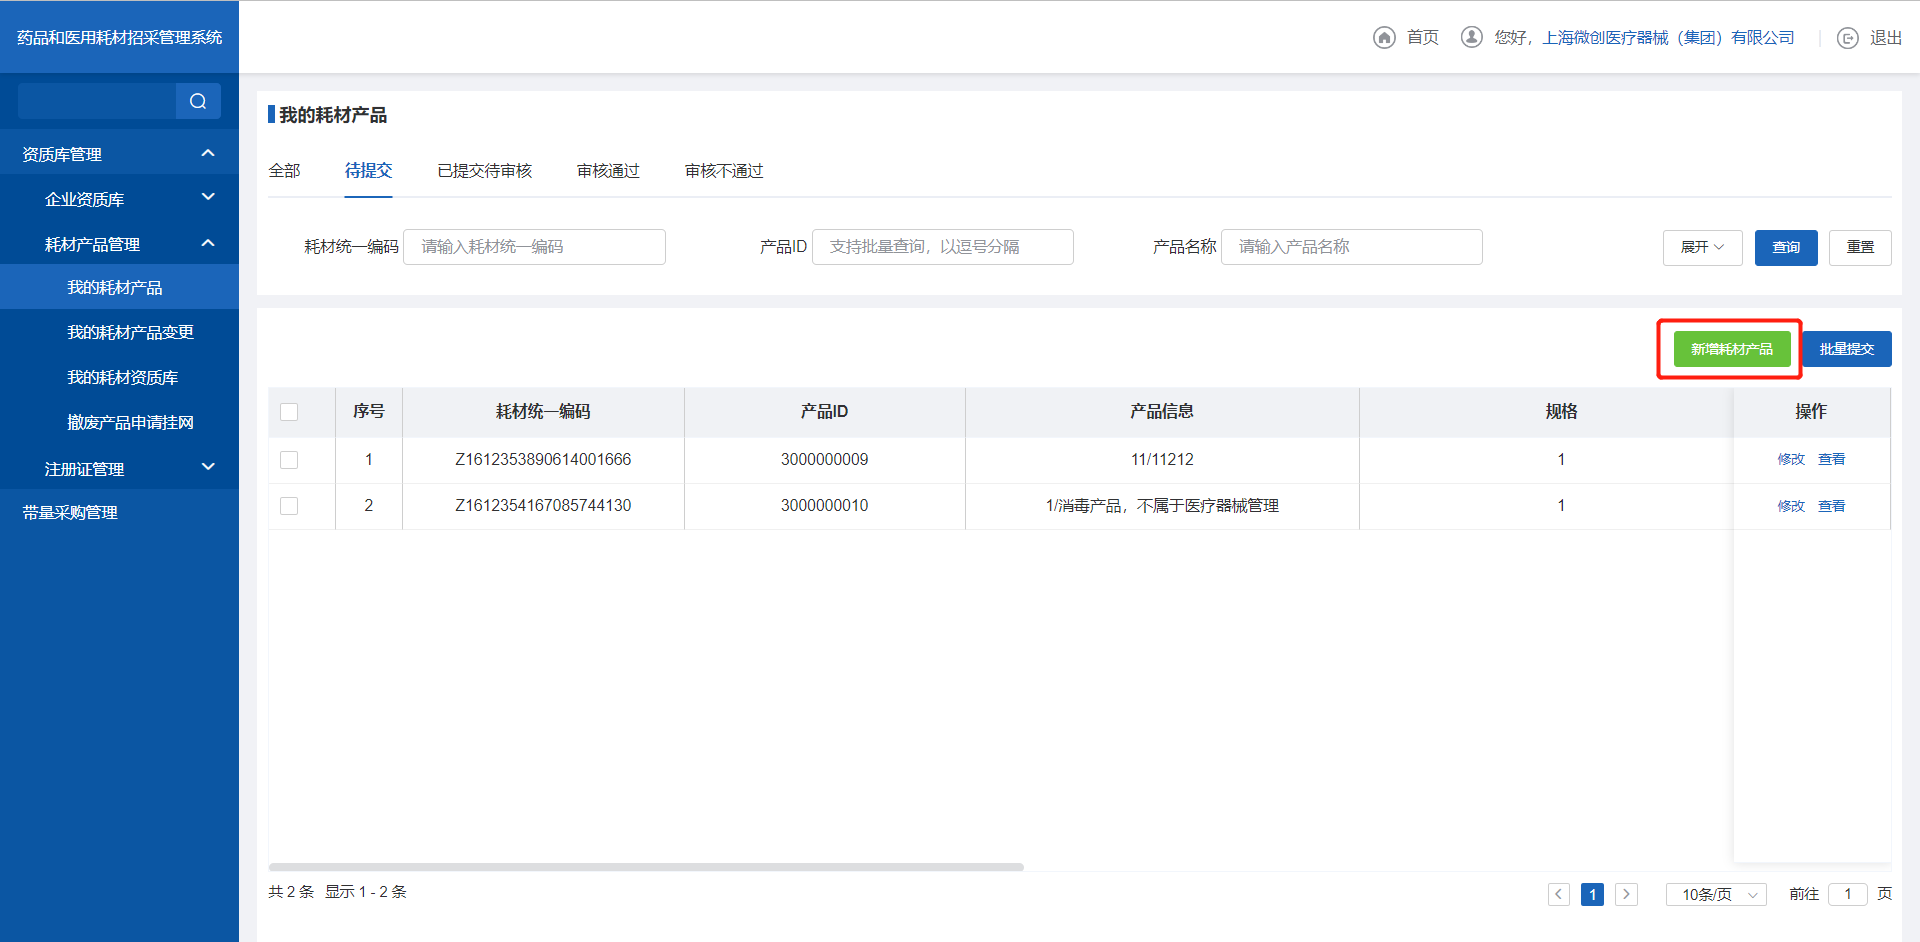 药品和医用耗材招采管理系统
首页
您好，上海微创医疗器械（集团）有限公司
退出
资质库管理
企业资质库
耗材产品管理
我的耗材产品
我的耗材产品变更
我的耗材资质库
撤废产品申请挂网
注册证管理
带量采购管理
我的耗材产品
全部 待提交 已提交待审核 审核通过 审核不通过
耗材统一编码 请输入耗材统一编码 产品ID 支持批量查询，以逗号分隔 产品名称 请输入产品名称 展开 查询 重置
新增耗材产品 批量提交
序号 耗材统一编码 产品ID 产品信息 规格 操作
1 Z1612353890614001666 3000000009 11/11212 1 修改 查看
2 Z1612354167085744130 3000000010 1/消毒产品，不属于医疗器械管理 1 修改 查看
共 2 条 显示 1 - 2 条 1 10条/页 前往 1 页